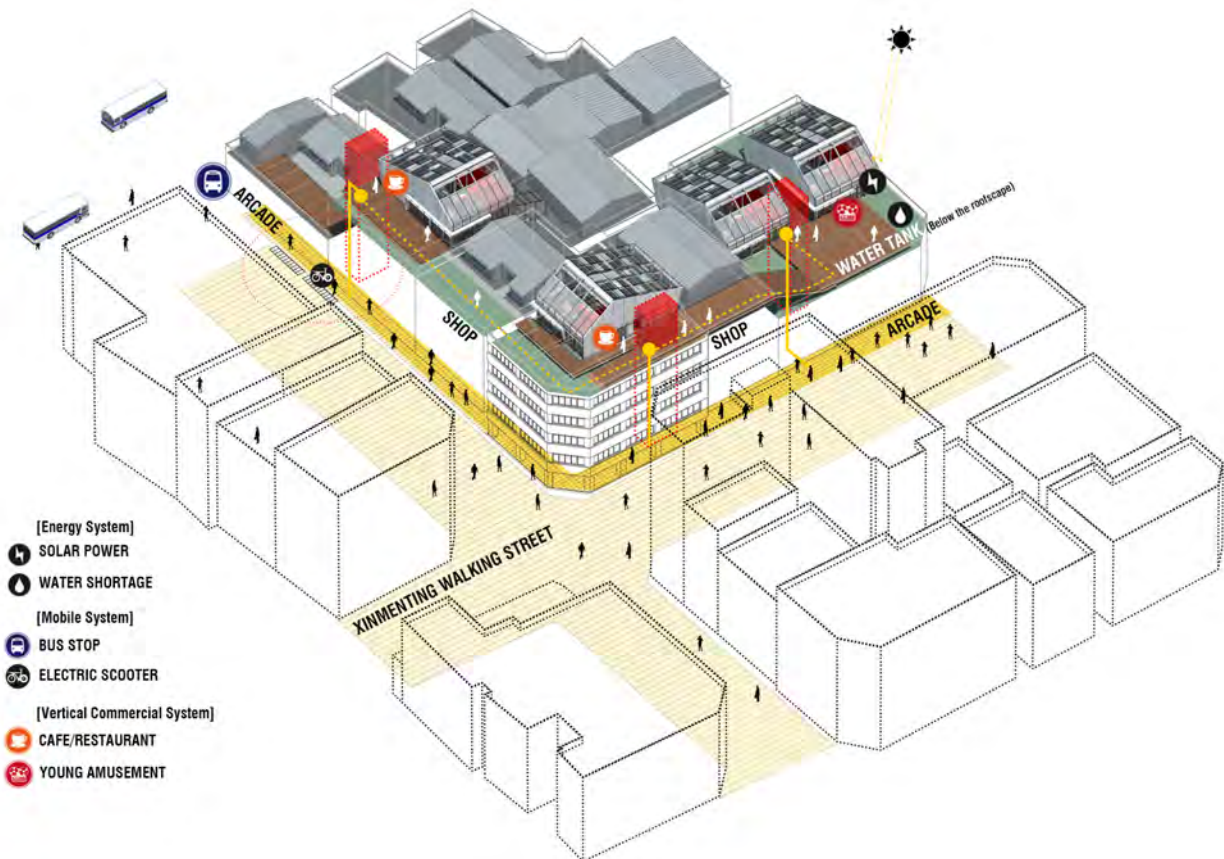 ARCADE
SHOP
SHOP
ARCADE
WATER TANK (Below the rootscape)
XINMENTING WALKING STREET
[Energy System]
SOLAR POWER
WATER SHORTAGE
[Mobile System]
BUS STOP
ELECTRIC SCOOTER
[Vertical Commercial System]
CAFE/RESTAURANT
YOUNG AMUSEMENT